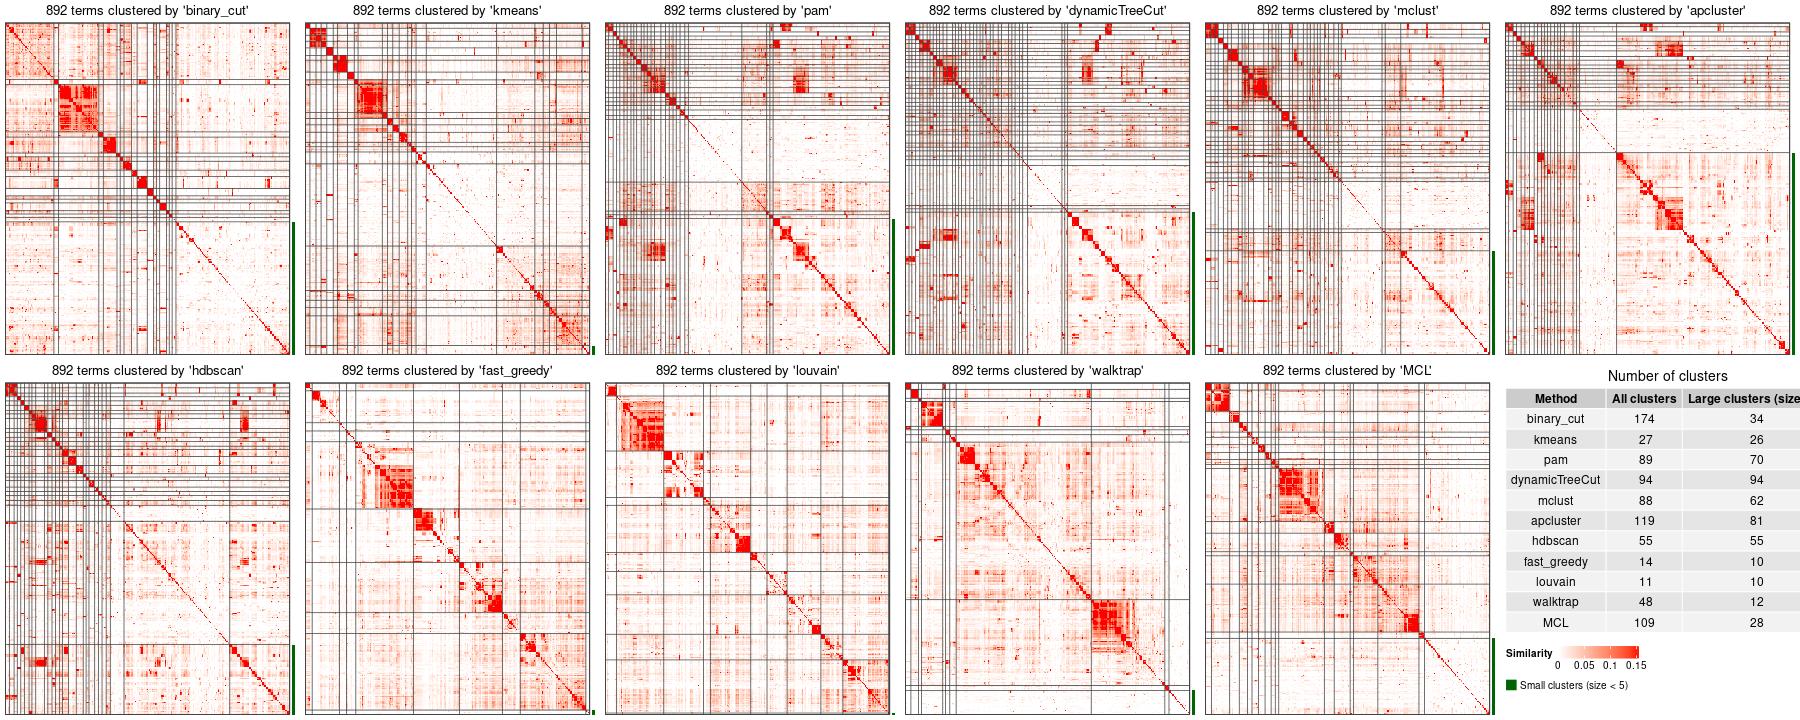 892 terms clustered by 'binary_cut'
892 terms clustered by 'kmeans'
892 terms clustered by 'pam'
892 terms clustered by 'dynamicTreeCut'
892 terms clustered by 'mclust'
892 terms clustered by 'apcluster'
892 terms clustered by 'hdbscan'
892 terms clustered by 'fast_greedy'
892 terms clustered by 'louvain'
892 terms clustered by 'walktrap'
892 terms clustered by 'MCL'
Number of clusters
Method All clusters Large clusters (size
binary_cut 174 34
kmeans 27 26
pam 89 70
dynamicTreeCut 94 94
mclust 88 62
apcluster 119 81
hdbscan 55 55
fast_greedy 14 10
louvain 11 10
walktrap 48 12
MCL 109 28
Similarity
0 0.05 0.1 0.15
Small clusters (size < 5)